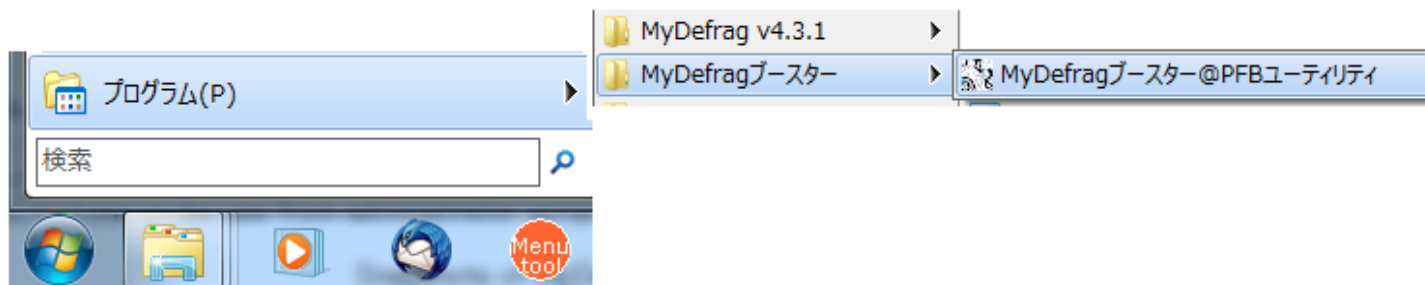 MyDefrag v4.3.1
MyDefragブースター
MyDefragブースター@PFBユーティリティ
プログラム(P)
検索
Menu
tool